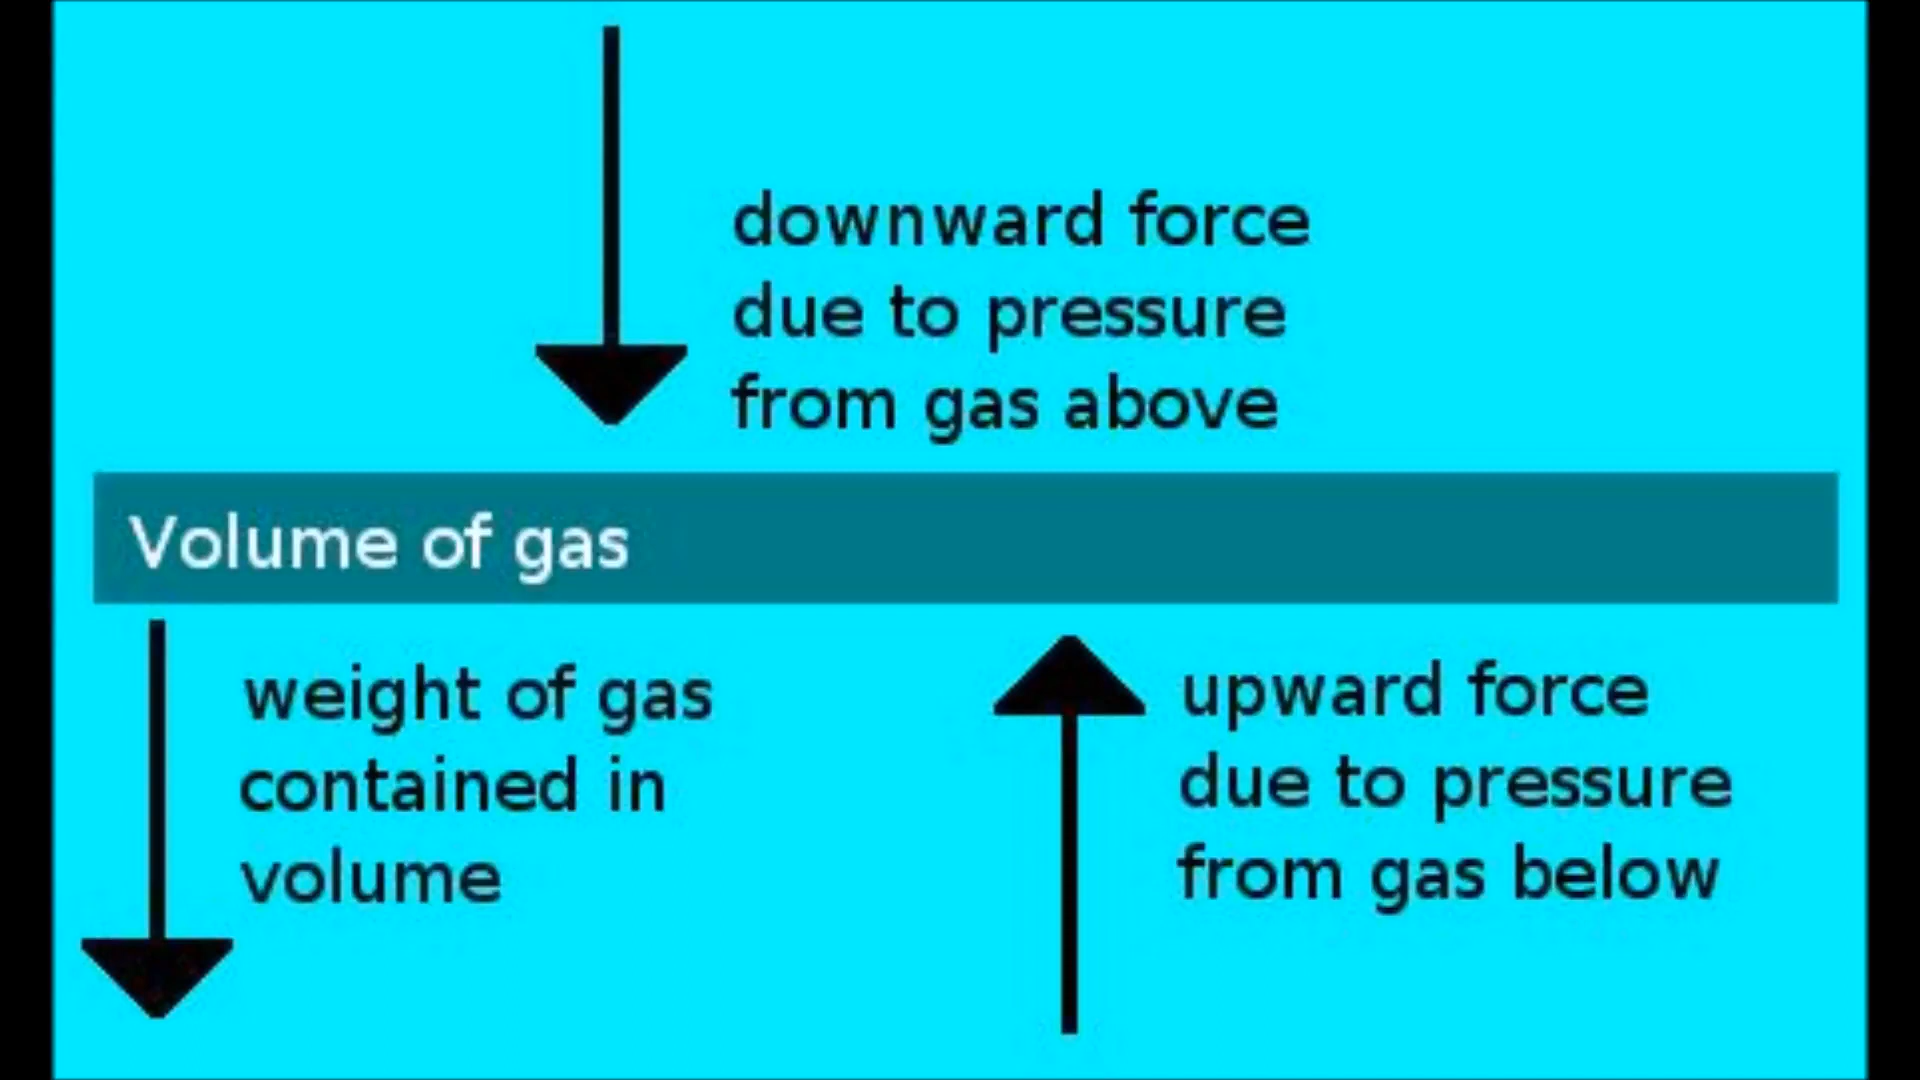 downward force
due to pressure
from gas above
Volume of gas
weight of gas
contained in
volume
upward force
due to pressure
from gas below